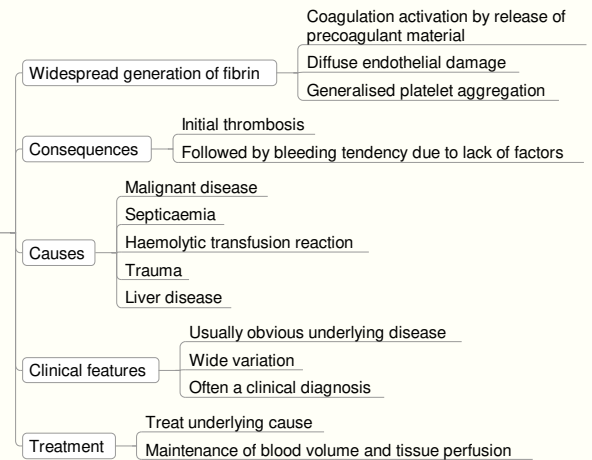 Widespread generation of fibrin
Coagulation activation by release of
precoagulant material
Diffuse endothelial damage
Generalised platelet aggregation
Consequences
Initial thrombosis
Followed by bleeding tendency due to lack of factors
Causes
Malignant disease
Septicaemia
Haemolytic transfusion reaction
Trauma
Liver disease
Clinical features
Usually obvious underlying disease
Wide variation
Often a clinical diagnosis
Treatment
Treat underlying cause
Maintenance of blood volume and tissue perfusion